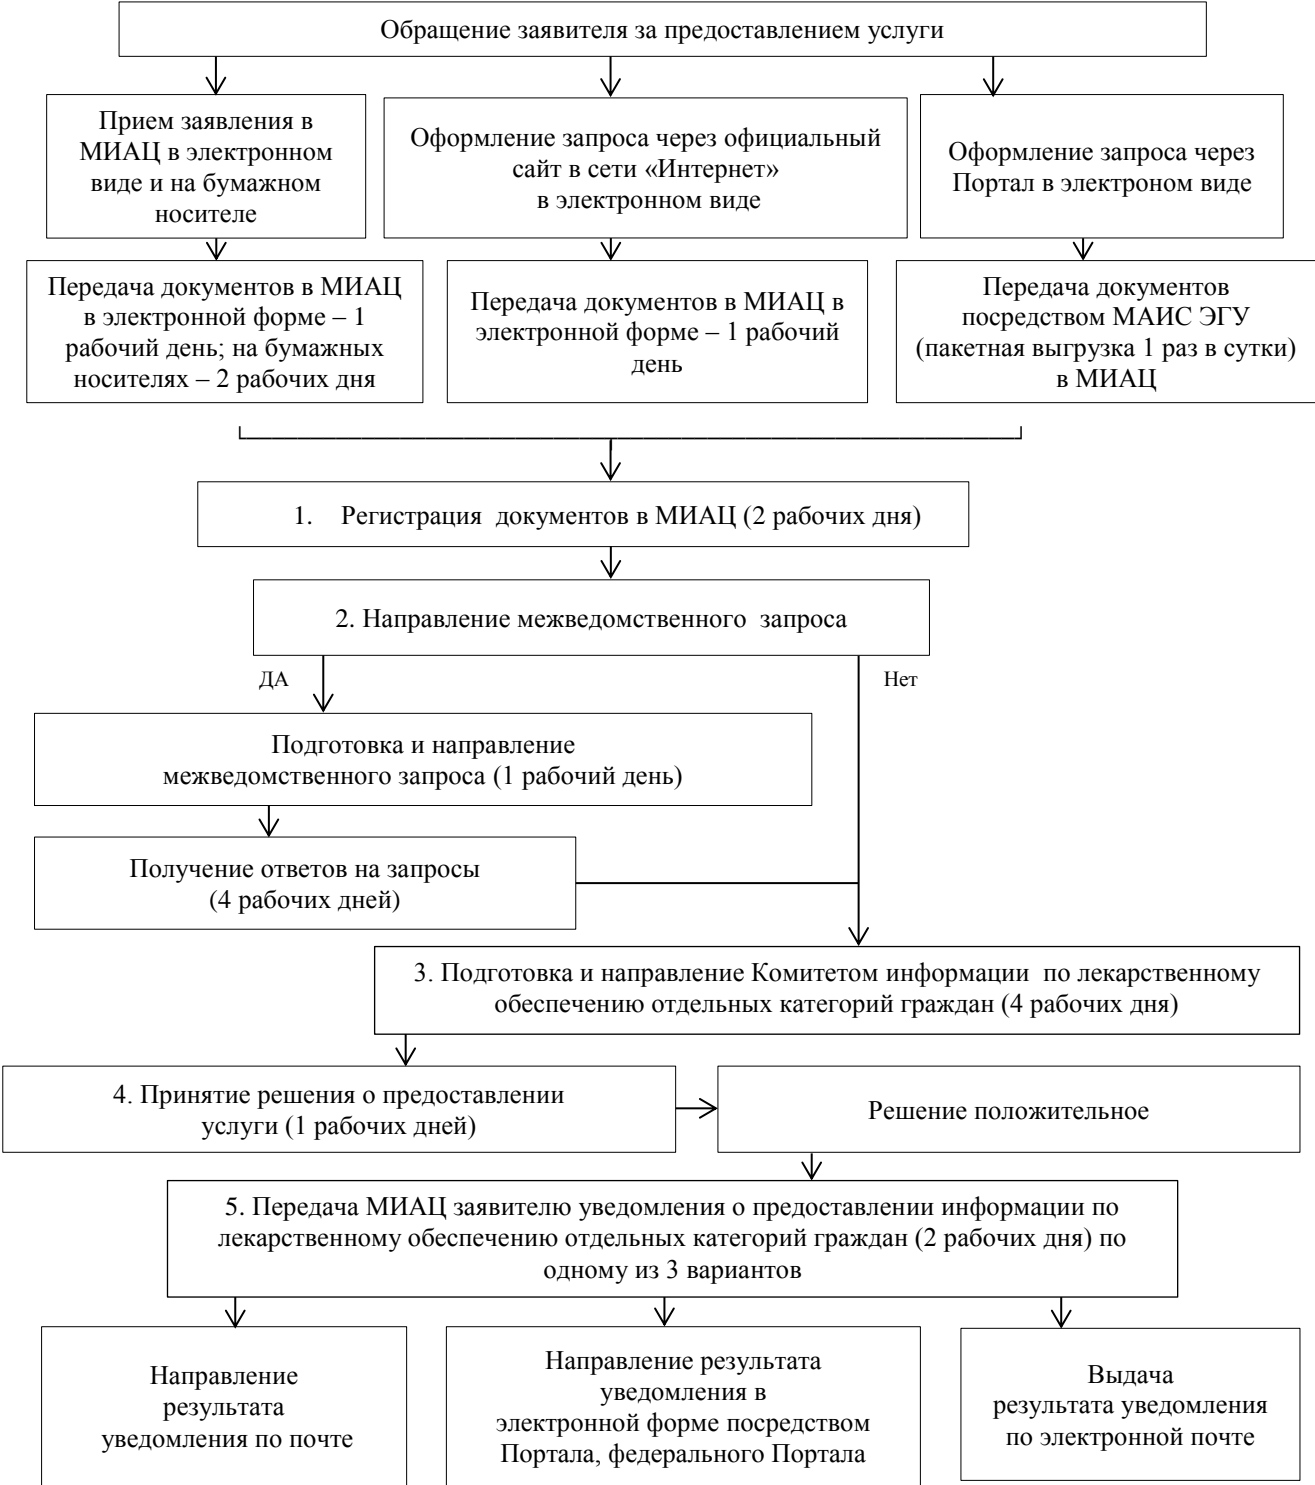 Обращение заявителя за предоставлением услуги
Прием заявления в
МИАЦ в электронном
виде и на бумажном
носителе
Оформление запроса через официальный
сайт в сети «Интернет»
в электронном виде
Оформление запроса через
Портал в электроном виде
Передача документов в МИАЦ
в электронной форме – 1
рабочий день; на бумажных
носителях – 2 рабочих дня
Передача документов в МИАЦ в
электронной форме – 1 рабочий
день
Передача документов
посредством МАИС ЭГУ
(пакетная выгрузка 1 раз в сутки)
в МИАЦ
1. Регистрация документов в МИАЦ (2 рабочих дня)
2. Направление межведомственного запроса
ДА
Нет
Подготовка и направление
межведомственного запроса (1 рабочий день)
Получение ответов на запросы
(4 рабочих дней)
3. Подготовка и направление Комитетом информации по лекарственному
обеспечению отдельных категорий граждан (4 рабочих дня)
4. Принятие решения о предоставлении
услуги (1 рабочих дней)
Решение положительное
5. Передача МИАЦ заявителю уведомления о предоставлении информации по
лекарственному обеспечению отдельных категорий граждан (2 рабочих дня) по
одному из 3 вариантов
Направление
результата
уведомления по почте
Направление результата
уведомления в
электронной форме посредством
Портала, федерального Портала
Выдача
результата уведомления
по электронной почте